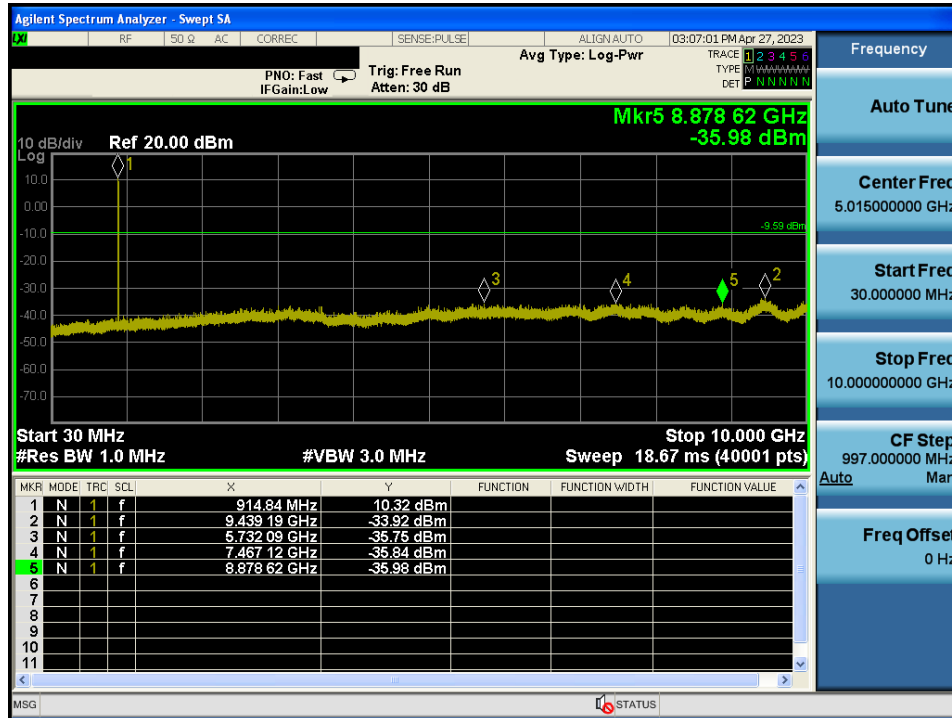 Agilent Spectrum Analyzer - Swept SA
LXI RF 50 Ω AC CORREC SENSE:PULSE ALIGN AUTO 03:07:01 PM Apr 27, 2023
PNO: Fast
IFGain:Low
Trig: Free Run
Atten: 30 dB
Avg Type: Log-Pwr
TRACE 1 2 3 4 5 6
TYPE M W W W W W
DET P N N N N N
Mkr5 8.878 62 GHz
-35.98 dBm
10 dB/div Ref 20.00 dBm
Log
1
10.0
0.00
-10.0
-9.59 dBm
-20.0
-30.0
3
4
5
2
-40.0
-50.0
-60.0
-70.0
Start 30 MHz Stop 10.000 GHz
#Res BW 1.0 MHz #VBW 3.0 MHz Sweep 18.67 ms (40001 pts)
MKR MODE TRC SCL X Y FUNCTION FUNCTION WIDTH FUNCTION VALUE
1 N 1 f 914.84 MHz 10.32 dBm
2 N 1 f 9.439 19 GHz -33.92 dBm
3 N 1 f 5.732 09 GHz -35.75 dBm
4 N 1 f 7.467 12 GHz -35.84 dBm
5 N 1 f 8.878 62 GHz -35.98 dBm
6
7
8
9
10
11
MSG STATUS
Frequency
Auto Tune
Center Freq
5.015000000 GHz
Start Freq
30.000000 MHz
Stop Freq
10.000000000 GHz
CF Step
997.000000 MHz
Auto Man
Freq Offset
0 Hz